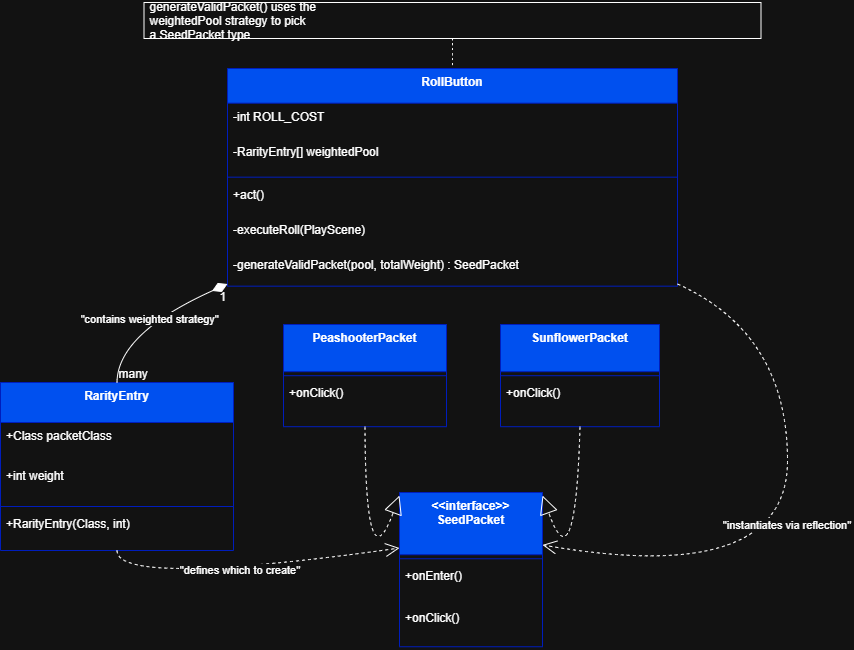 generateValidPacket() uses the
weightedPool strategy to pick
a SeedPacket type
RollButton
-int ROLL_COST
-RarityEntry[] weightedPool
+act()
-executeRoll(PlayScene)
-generateValidPacket(pool, totalWeight) : SeedPacket
1
"contains weighted strategy"
many
PeashooterPacket
+onClick()
SunflowerPacket
+onClick()
RarityEntry
+Class packetClass
+int weight
+RarityEntry(Class, int)
<<interface>>
SeedPacket
+onEnter()
+onClick()
"instantiates via reflection"
"defines which to create"